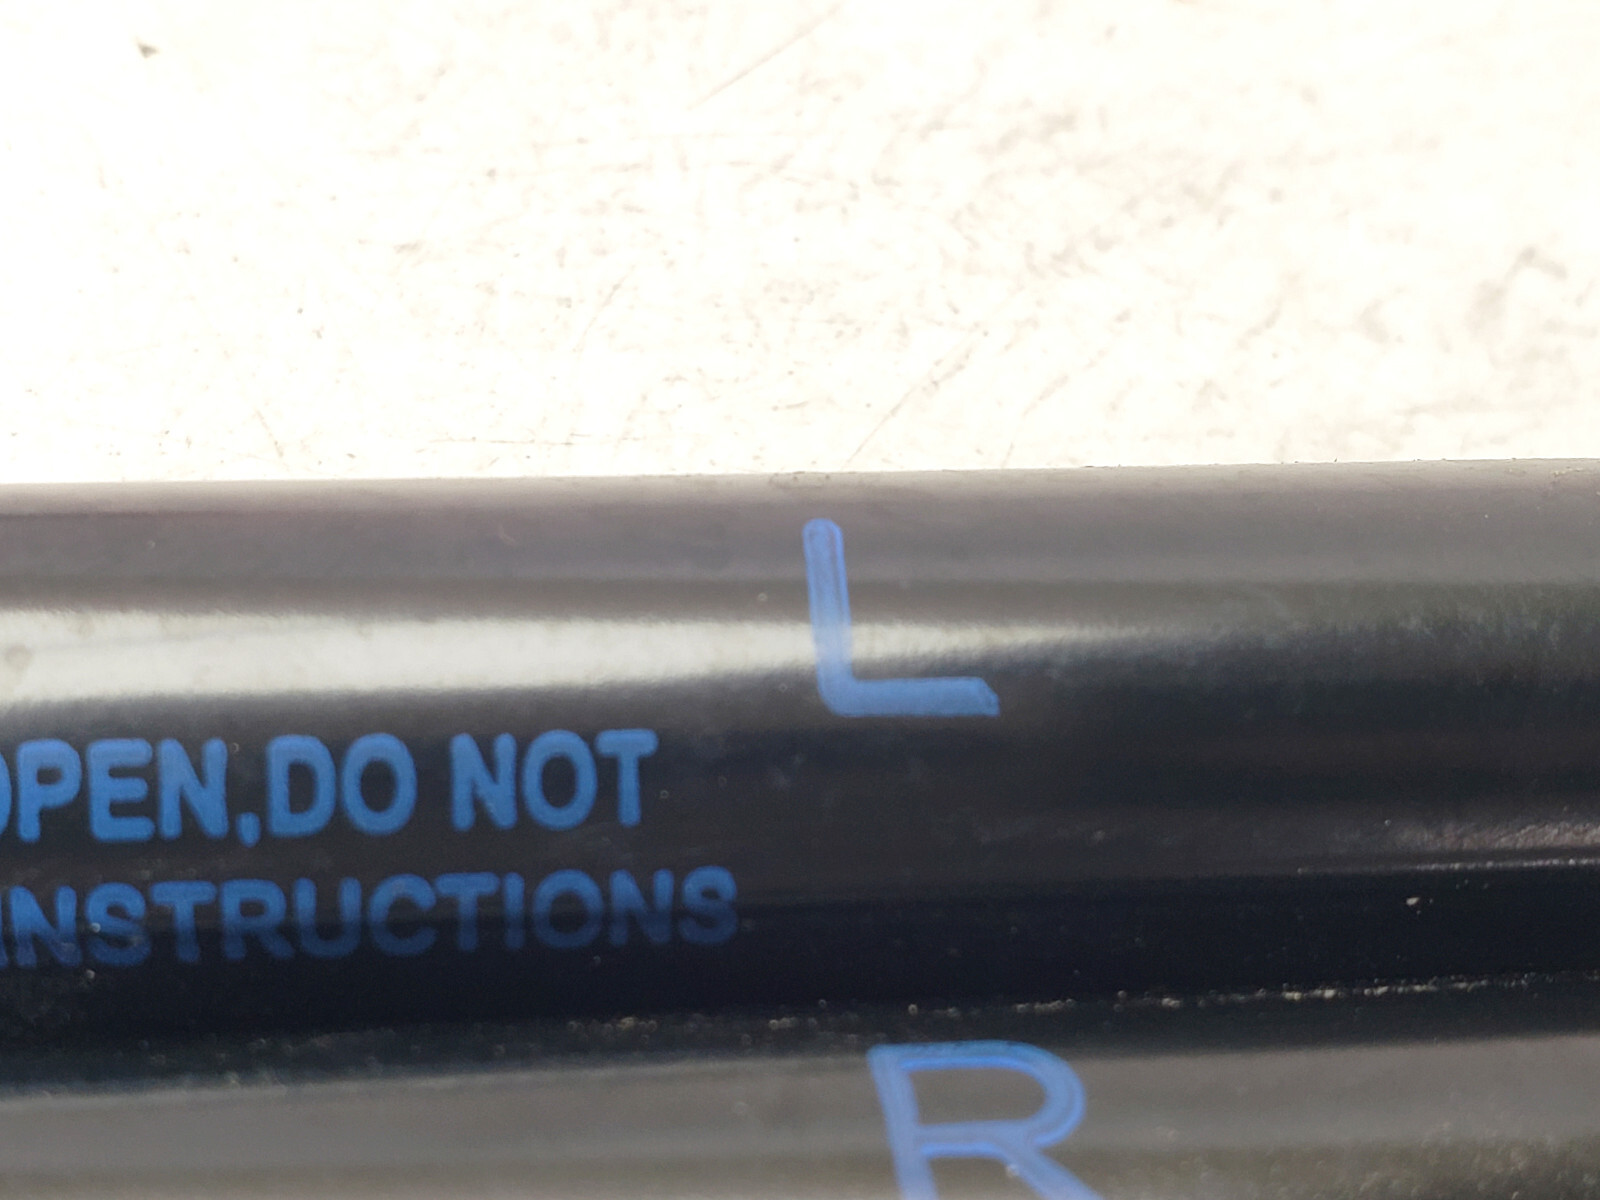 L
OPEN,DO NOT
INSTRUCTIONS
R